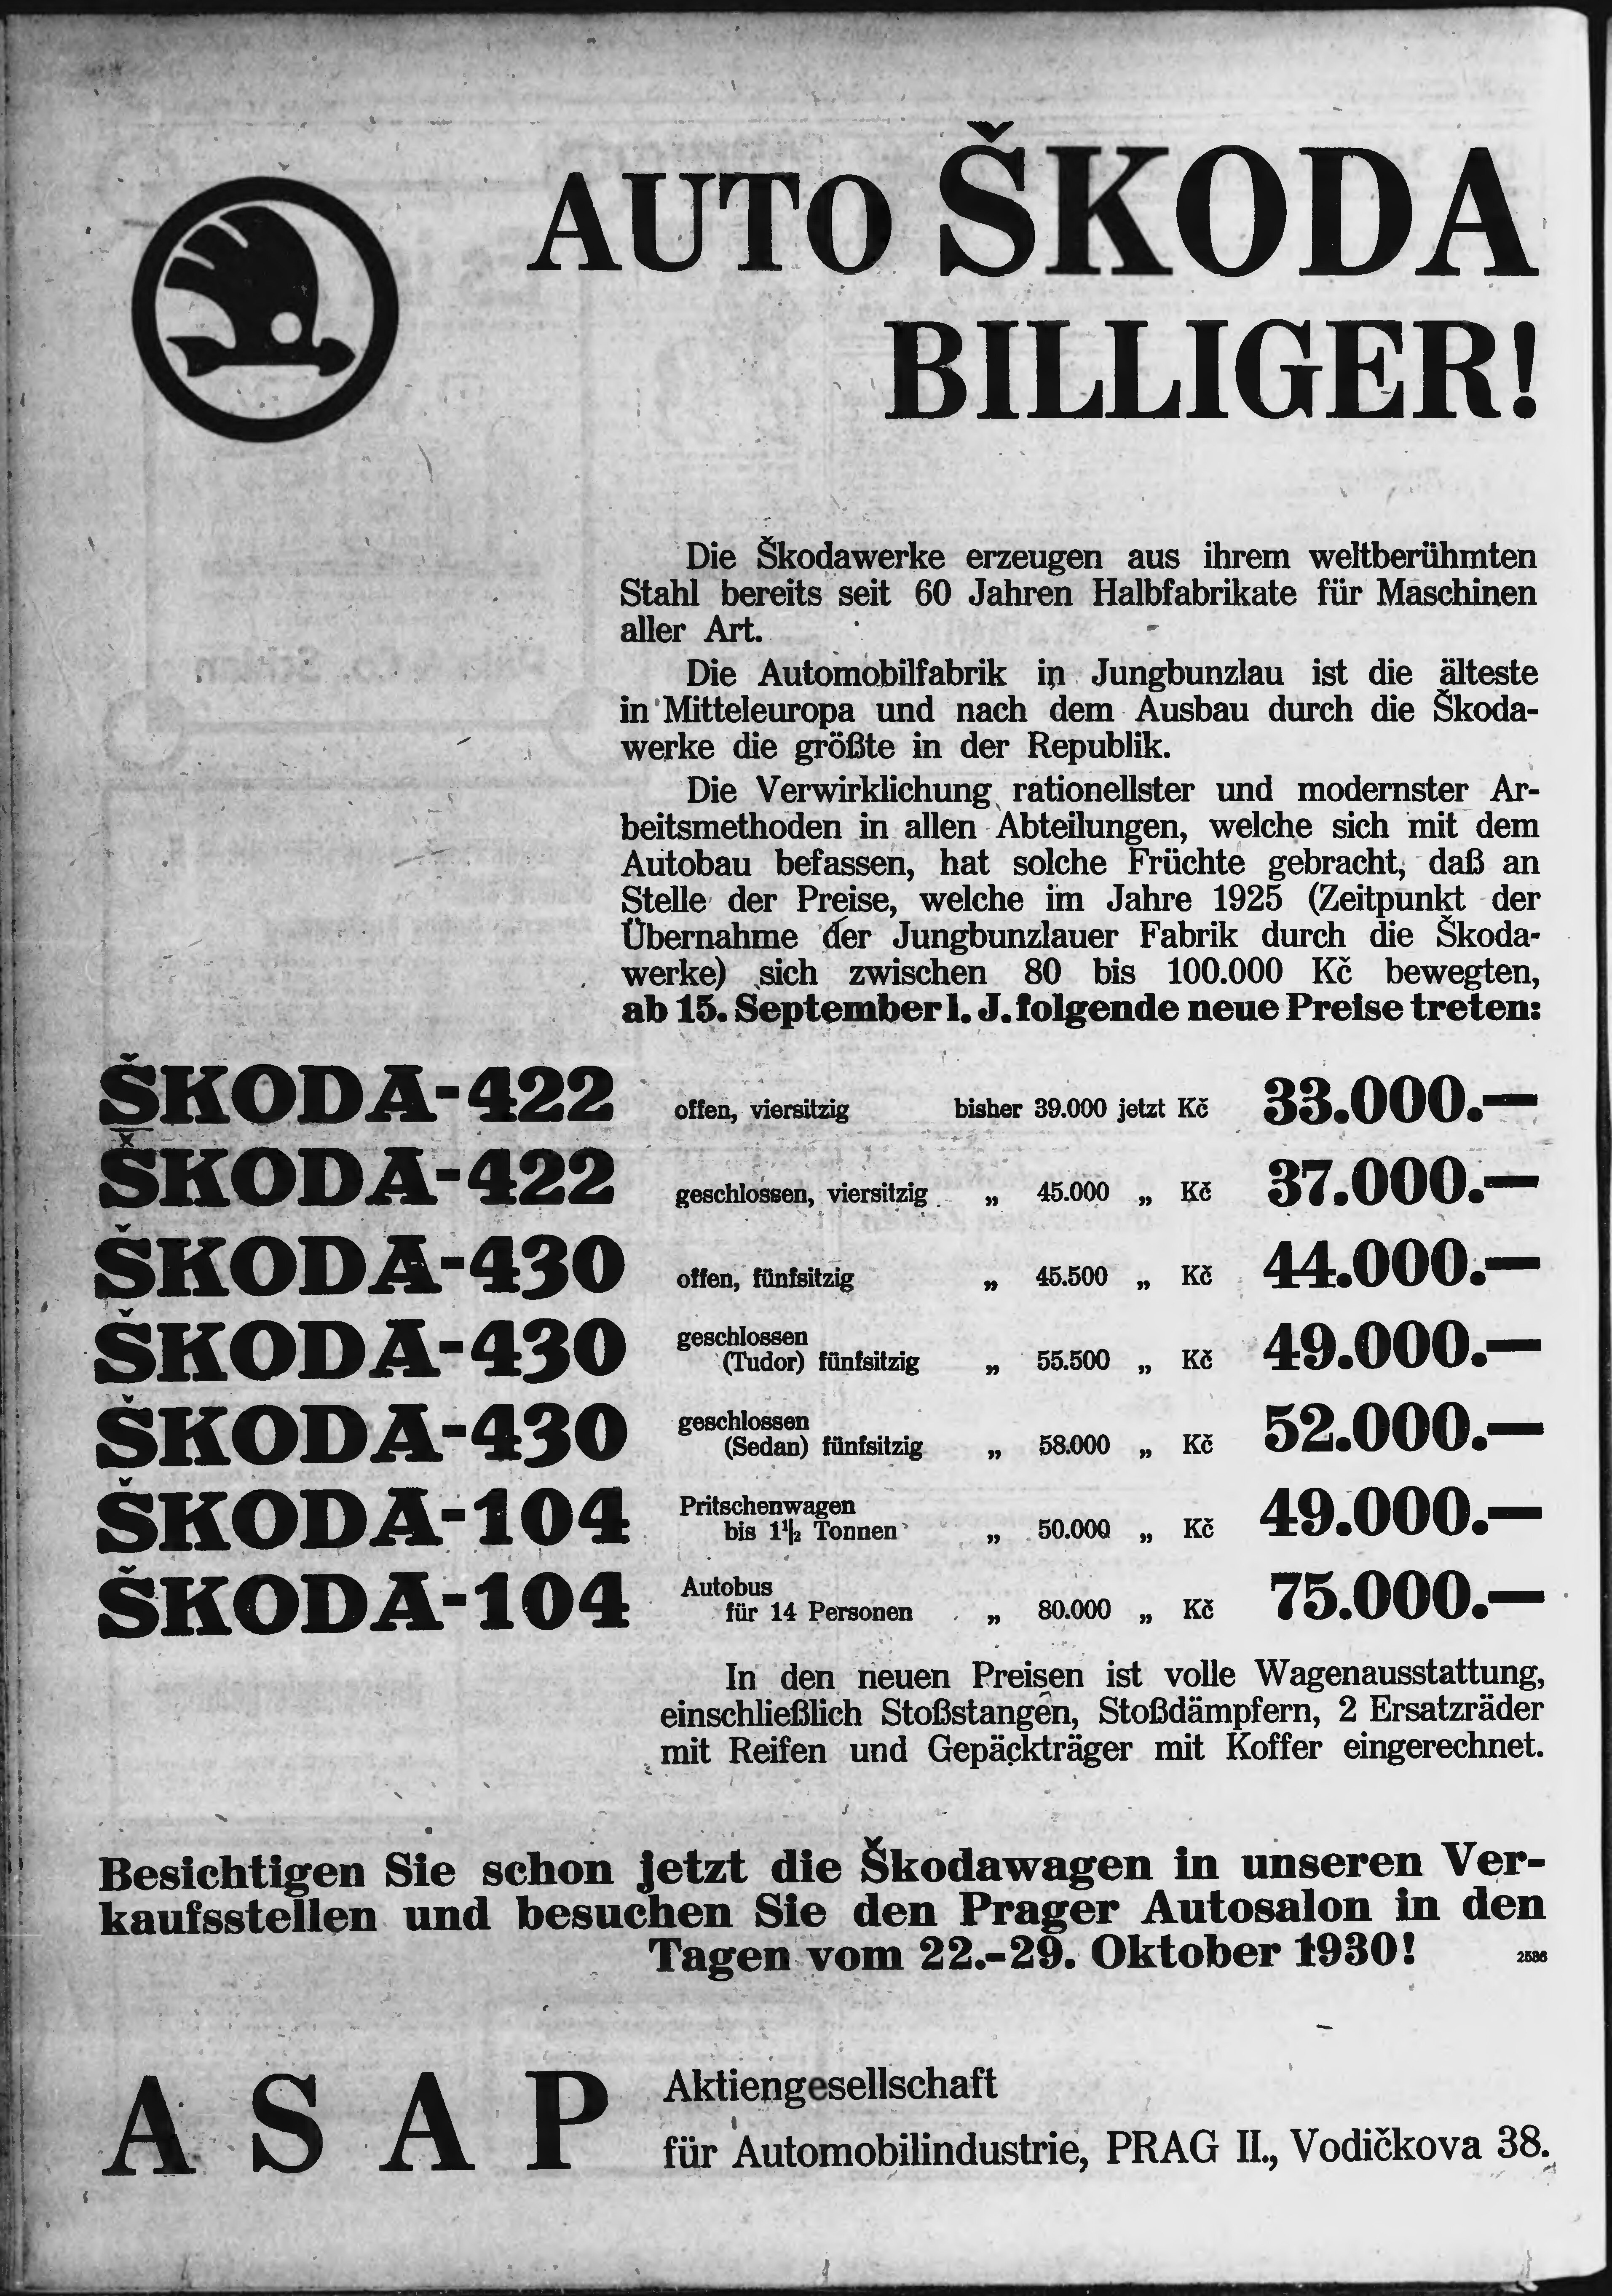 AUTO ŠKODA
BILLIGER!
Die Škodawerke erzeugen aus ihrem weltberühmten
Stahl bereits seit 60 Jahren Halbfabrikate für Maschinen
aller Art.
Die Automobilfabrik in Jungbunzlau ist die älteste
in Mitteleuropa und nach dem Ausbau durch die Škoda-
werke die größte in der Republik.
Die Verwirklichung rationellster und modernster Ar-
beitsmethoden in allen Abteilungen, welche sich mit dem
Autobau befassen, hat solche Früchte gebracht, daß an
Stelle der Preise, welche im Jahre 1925 (Zeitpunkt der
Übernahme der Jungbunzlauer Fabrik durch die Škoda-
werke) sich zwischen 80 bis 100.000 Kč bewegten,
ab 15. September l. J. folgende neue Preise treten:
ŠKODA-422 offen, viersitzig bisher 39.000 jetzt Kč 33.000.—
ŠKODA-422 geschlossen, viersitzig „ 45.000 „ Kč 37.000.—
ŠKODA-430 offen, fünfsitzig „ 45.500 „ Kč 44.000.—
ŠKODA-430 geschlossen
(Tudor) fünfsitzig „ 55.500 „ Kč 49.000.—
ŠKODA-430 geschlossen
(Sedan) fünfsitzig „ 58.000 „ Kč 52.000.—
ŠKODA-104 Pritschenwagen
bis 1½ Tonnen „ 50.000 „ Kč 49.000.—
ŠKODA-104 Autobus
für 14 Personen „ 80.000 „ Kč 75.000.—
In den neuen Preisen ist volle Wagenausstattung,
einschließlich Stoßstangen, Stoßdämpfern, 2 Ersatzräder
mit Reifen und Gepäckträger mit Koffer eingerechnet.
Besichtigen Sie schon jetzt die Škodawagen in unseren Ver-
kaufsstellen und besuchen Sie den Prager Autosalon in den
Tagen vom 22.-29. Oktober 1930! 2586
ASAP Aktiengesellschaft
für Automobilindustrie, PRAG II., Vodičkova 38.